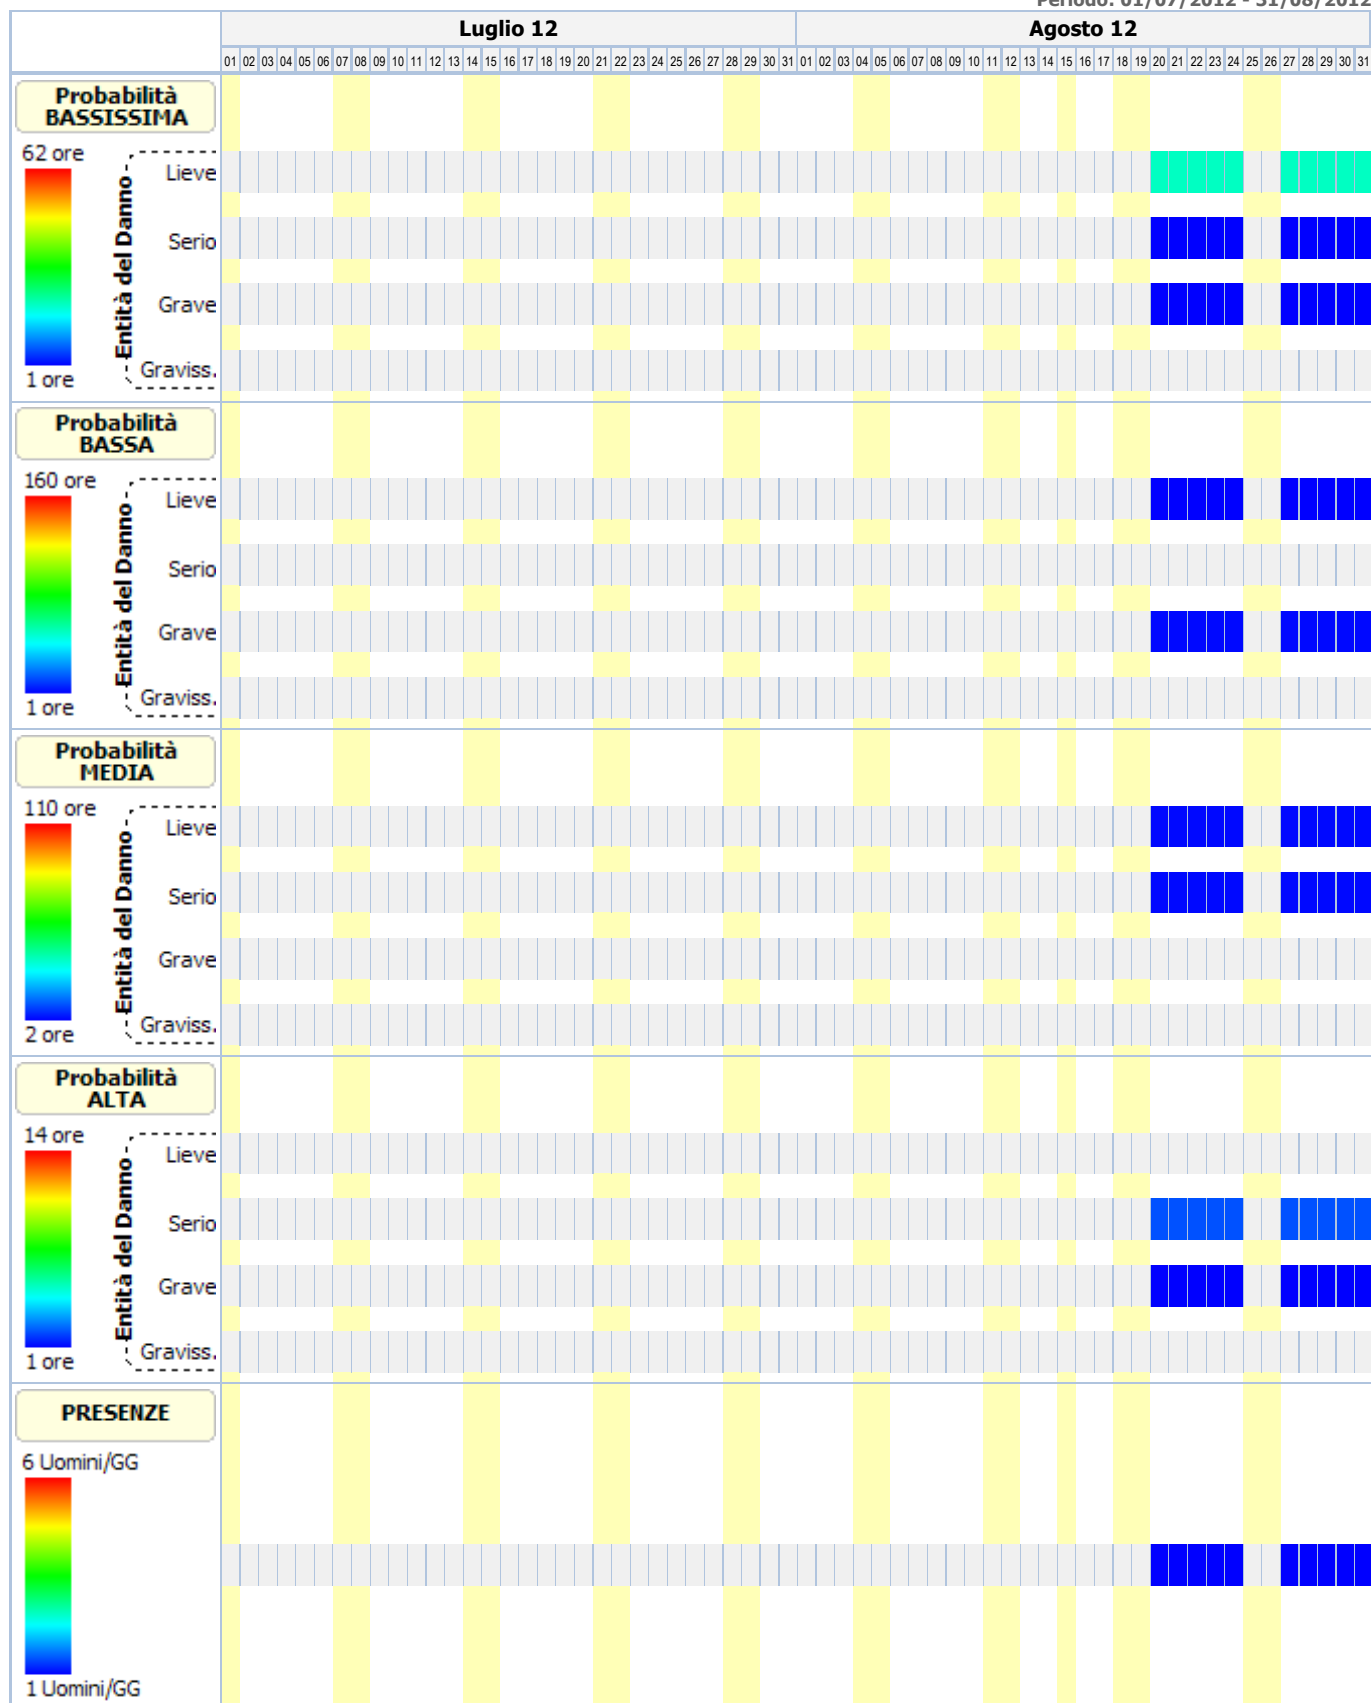 Periodo: 01/07/2012 - 31/08/2012
Luglio 12 Agosto 12
01 02 03 04 05 06 07 08 09 10 11 12 13 14 15 16 17 18 19 20 21 22 23 24 25 26 27 28 29 30 31 01 02 03 04 05 06 07 08 09 10 11 12 13 14 15 16 17 18 19 20 21 22 23 24 25 26 27 28 29 30 31
Probabilità
BASSISSIMA
62 ore
Entità del Danno
Lieve
Serio
Grave
Graviss.
1 ore
Probabilità
BASSA
160 ore
Entità del Danno
Lieve
Serio
Grave
Graviss.
1 ore
Probabilità
MEDIA
110 ore
Entità del Danno
Lieve
Serio
Grave
Graviss.
2 ore
Probabilità
ALTA
14 ore
Entità del Danno
Lieve
Serio
Grave
Graviss.
1 ore
PRESENZE
6 Uomini/GG
1 Uomini/GG